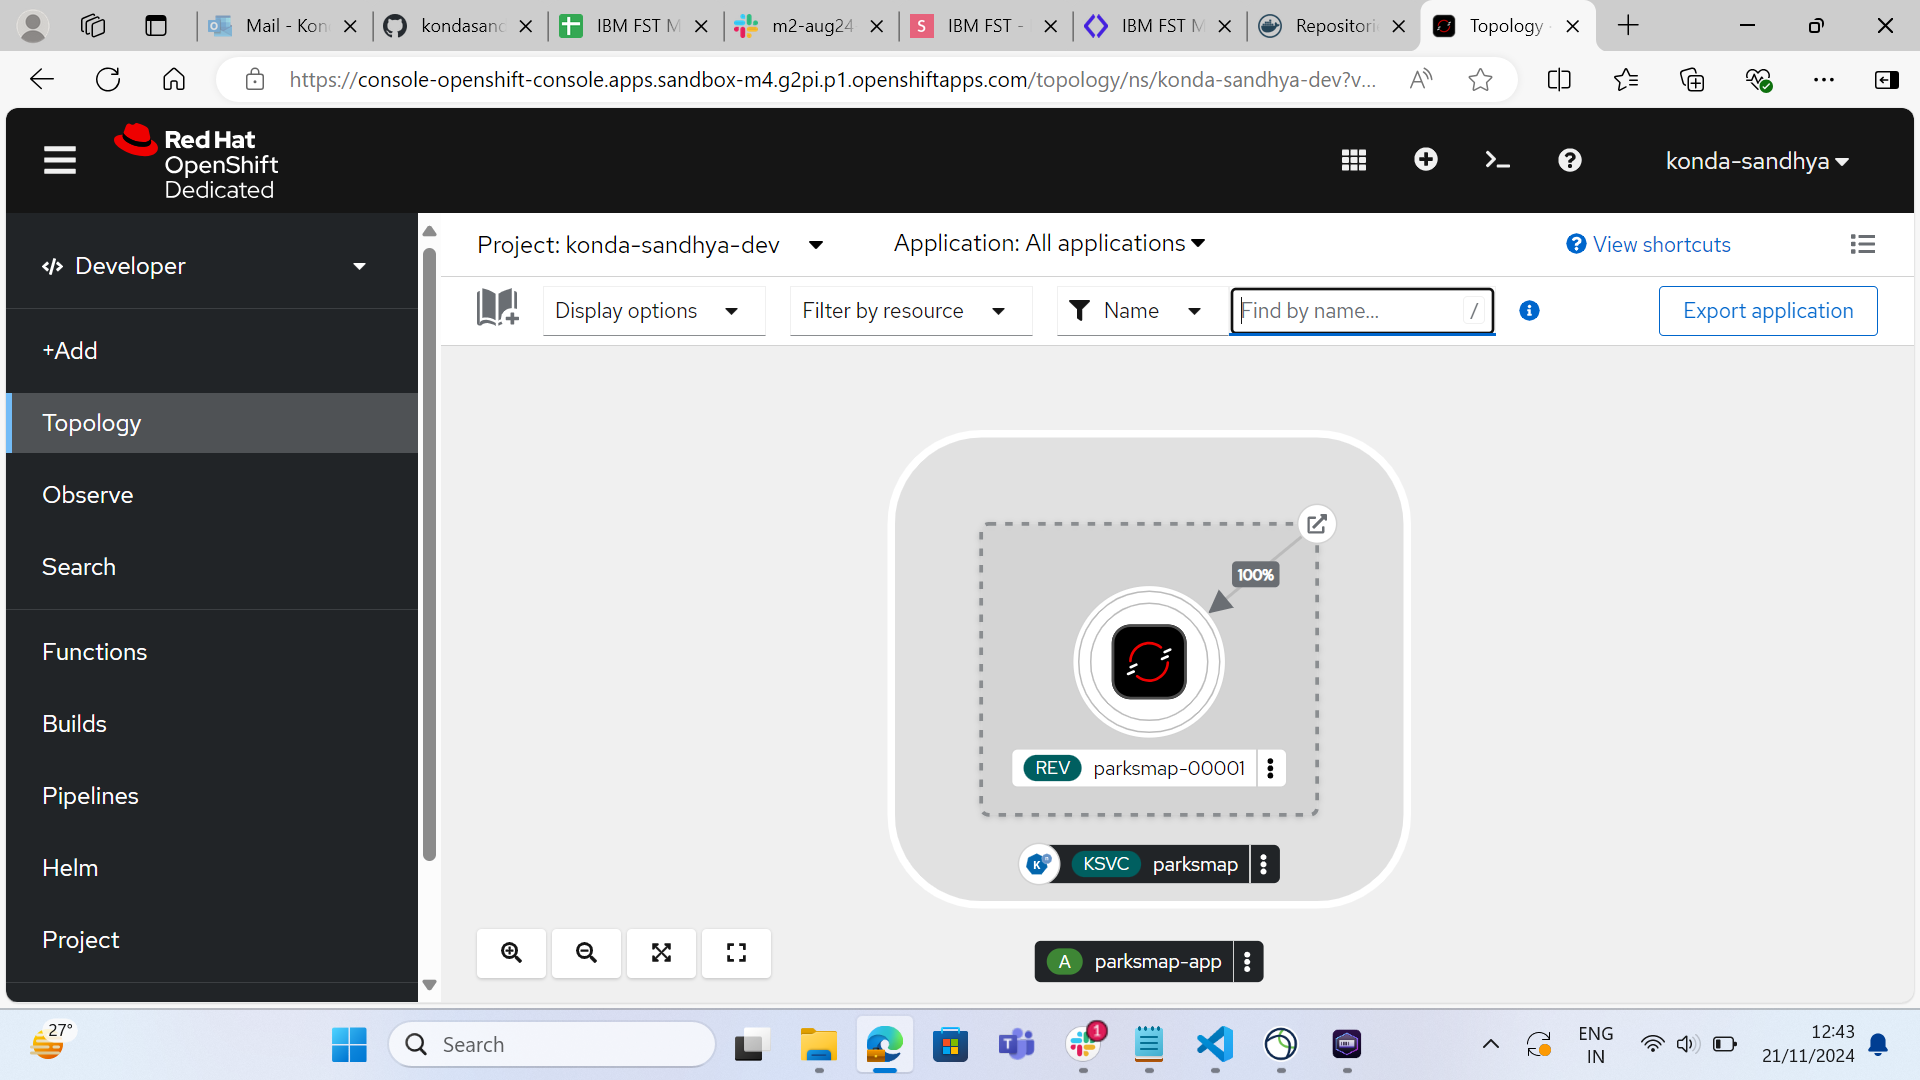 Mail - Kon
kondasand
IBM FST M
m2-aug24
S
IBM FST -
IBM FST M
Repositorie
Topology -
https://console-openshift-console.apps.sandbox-m4.g2pi.p1.openshiftapps.com/topology/ns/konda-sandhya-dev?v...
Red Hat
OpenShift
Dedicated
konda-sandhya
Developer
+Add
Topology
Observe
Search
Functions
Builds
Pipelines
Helm
Project
Project: konda-sandhya-dev
Application: All applications
View shortcuts
Display options
Filter by resource
Name
Find by name...
/
Export application
100%
REV parksmap-00001
KSVC parksmap
A parksmap-app
27°
Search
1
ENG
IN
12:43
21/11/2024